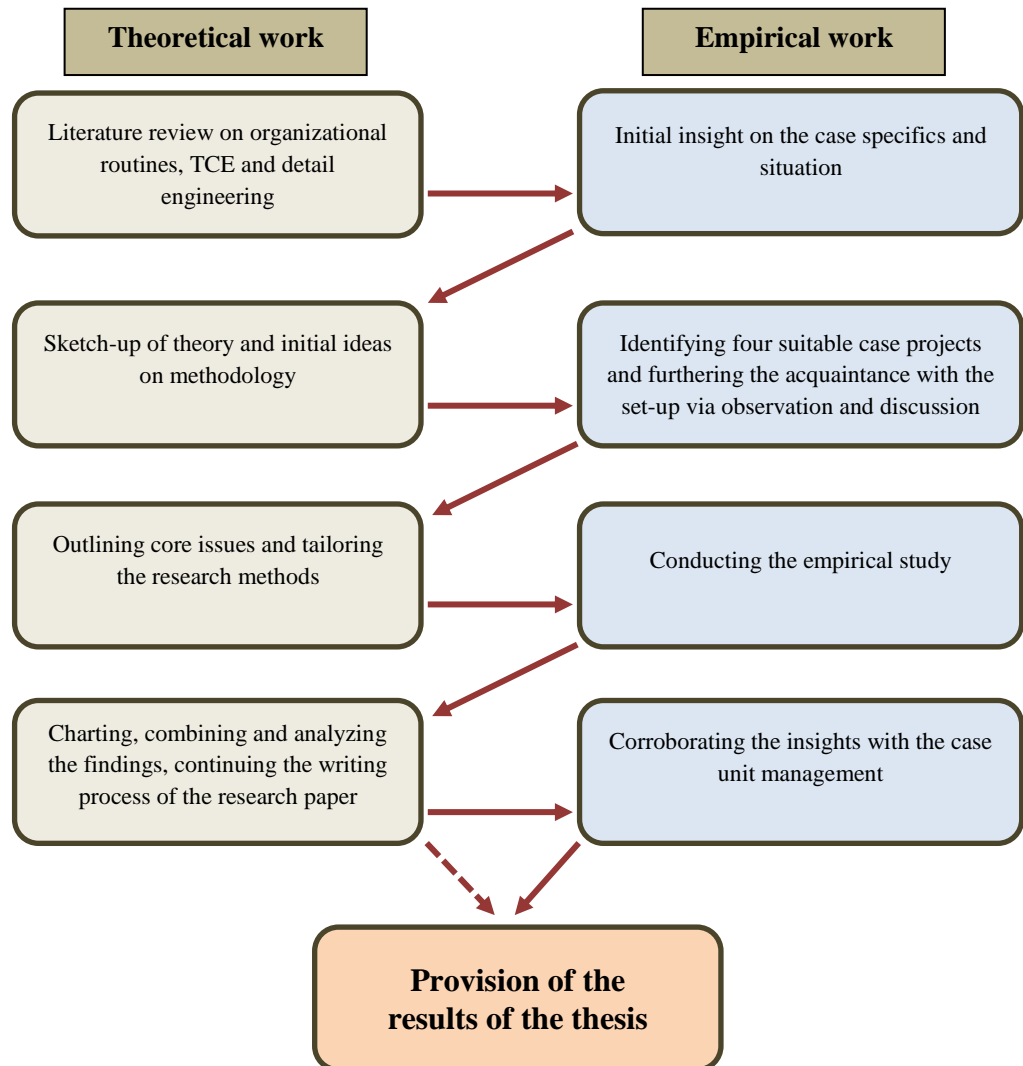 Theoretical work
Empirical work
Literature review on organizational
routines, TCE and detail
engineering
Initial insight on the case specifics and
situation
Sketch-up of theory and initial ideas
on methodology
Identifying four suitable case projects
and furthering the acquaintance with the
set-up via observation and discussion
Outlining core issues and tailoring
the research methods
Conducting the empirical study
Charting, combining and analyzing
the findings, continuing the writing
process of the research paper
Corroborating the insights with the case
unit management
Provision of the
results of the thesis